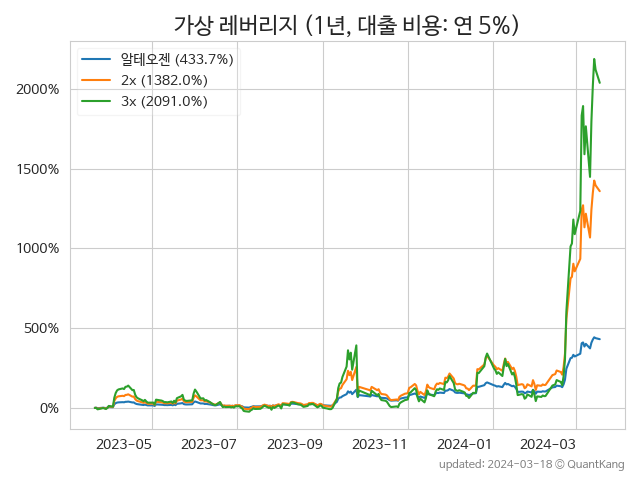 가상 레버리지 (1년, 대출 비용: 연 5%)
알테오젠 (433.7%)
2x (1382.0%)
3x (2091.0%)
2000%
1500%
1000%
500%
0%
2023-05
2023-07
2023-09
2023-11
2024-01
2024-03
updated: 2024-03-18 © QuantKang